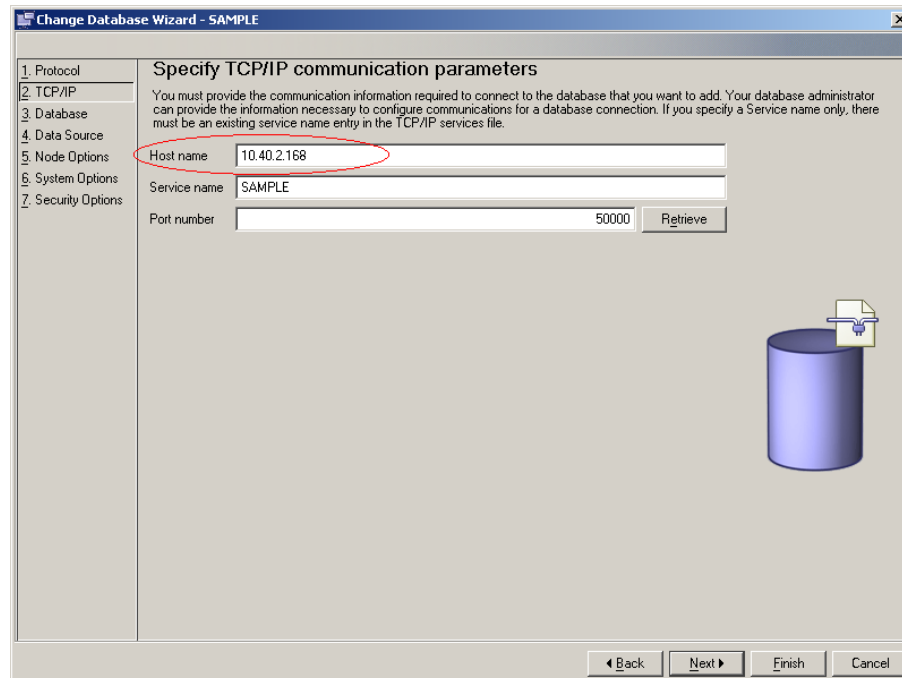 Change Database Wizard - SAMPLE
1. Protocol
2. TCP/IP
3. Database
4. Data Source
5. Node Options
6. System Options
7. Security Options
Specify TCP/IP communication parameters
You must provide the communication information required to connect to the database that you want to add. Your database administrator
can provide the information necessary to configure communications for a database connection. If you specify a Service name only, there
must be an existing service name entry in the TCP/IP services file.
Host name 10.40.2.168
Service name SAMPLE
Port number 50000 Retrieve
Back Next Finish Cancel